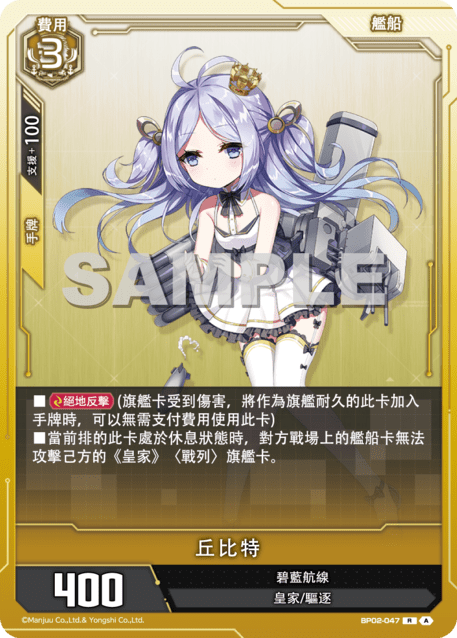 費用
3
艦船
支援+100
手牌
SAMPLE
■絕地反擊(旗艦卡受到傷害,將作為旗艦耐久的此卡加入
手牌時,可以無需支付費用使用此卡)
■當前排的此卡處於休息狀態時,對方戰場上的艦船卡無法
攻擊己方的《皇家》〈戰列〉旗艦卡。
丘比特
400
碧藍航線
皇家/驅逐
©Manjuu Co.,Ltd.& Yongshi Co.,Ltd.
BP02-047 R A